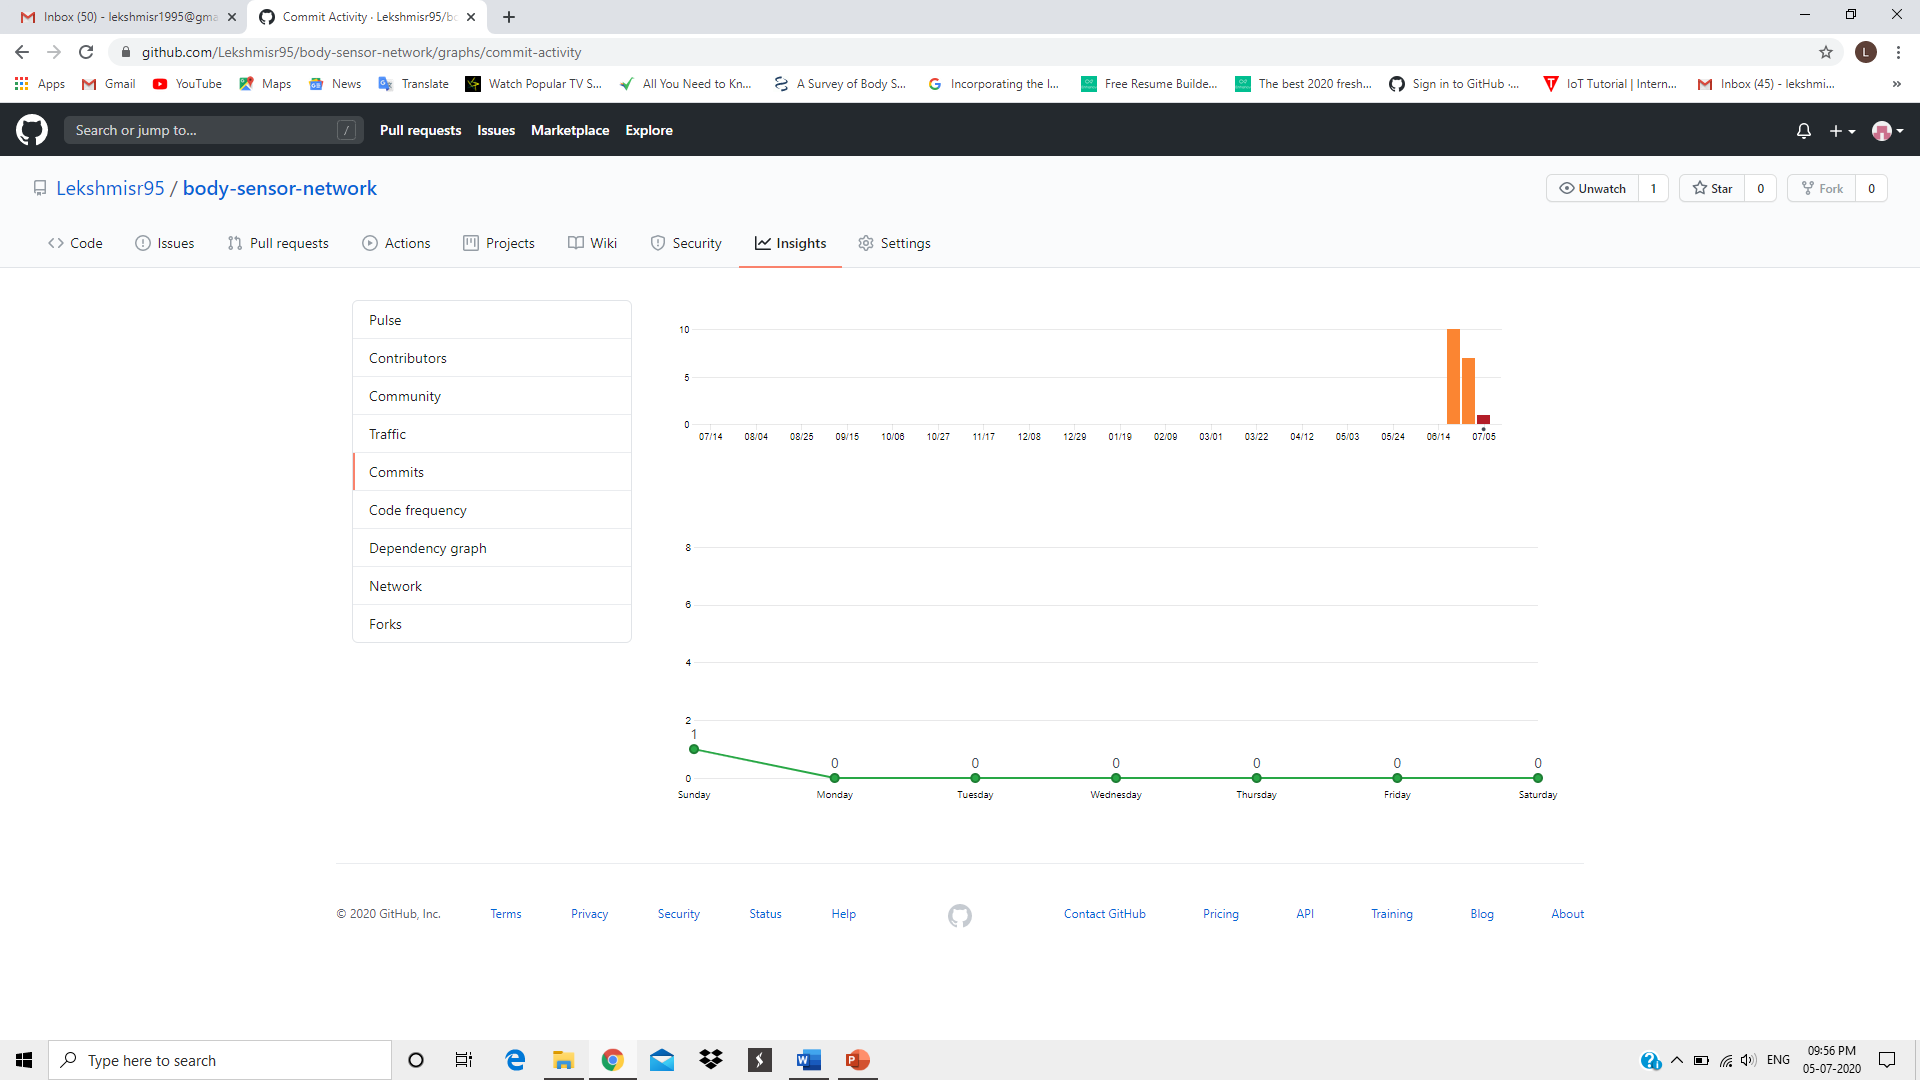 Inbox (50) - lekshmisr1995@gma
Commit Activity · Lekshmisr95/bo
github.com/Lekshmisr95/body-sensor-network/graphs/commit-activity
L
Apps
Gmail
YouTube
Maps
News
Translate
Watch Popular TV S...
All You Need to Kn...
A Survey of Body S...
Incorporating the I...
Free Resume Builde...
The best 2020 fresh...
Sign in to GitHub ·...
IoT Tutorial | Intern...
Inbox (45) - lekshmi...
»
Search or jump to...
/
Pull requests
Issues
Marketplace
Explore
Lekshmisr95 / body-sensor-network
Unwatch 1
Star 0
Fork 0
Code
Issues
Pull requests
Actions
Projects
Wiki
Security
Insights
Settings
Pulse
Contributors
Community
Traffic
Commits
Code frequency
Dependency graph
Network
Forks
10
5
0
07/14 08/04 08/25 09/15 10/06 10/27 11/17 12/08 12/29 01/19 02/09 03/01 03/22 04/12 05/03 05/24 06/14 07/05
8
6
4
2
1
0 0 0 0 0 0
0
Sunday Monday Tuesday Wednesday Thursday Friday Saturday
© 2020 GitHub, Inc.
Terms
Privacy
Security
Status
Help
Contact GitHub
Pricing
API
Training
Blog
About
Type here to search
ENG
09:56 PM
05-07-2020